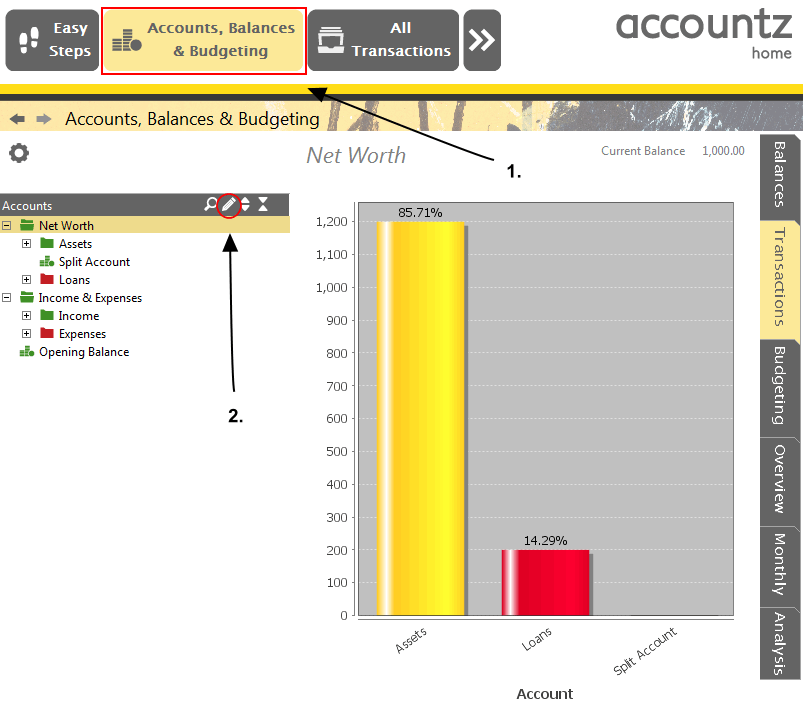 Easy
Steps
Accounts, Balances
& Budgeting
All
Transactions
accountz
home
Accounts, Balances & Budgeting
1.
Net Worth
Current Balance 1,000.00
Accounts
Net Worth
Assets
Split Account
Loans
Income & Expenses
Income
Expenses
Opening Balance
2.
85.71%
14.29%
1,200
1,100
1,000
900
800
700
600
500
400
300
200
100
0
Assets
Loans
Split Account
Account
Balances
Transactions
Budgeting
Overview
Monthly
Analysis